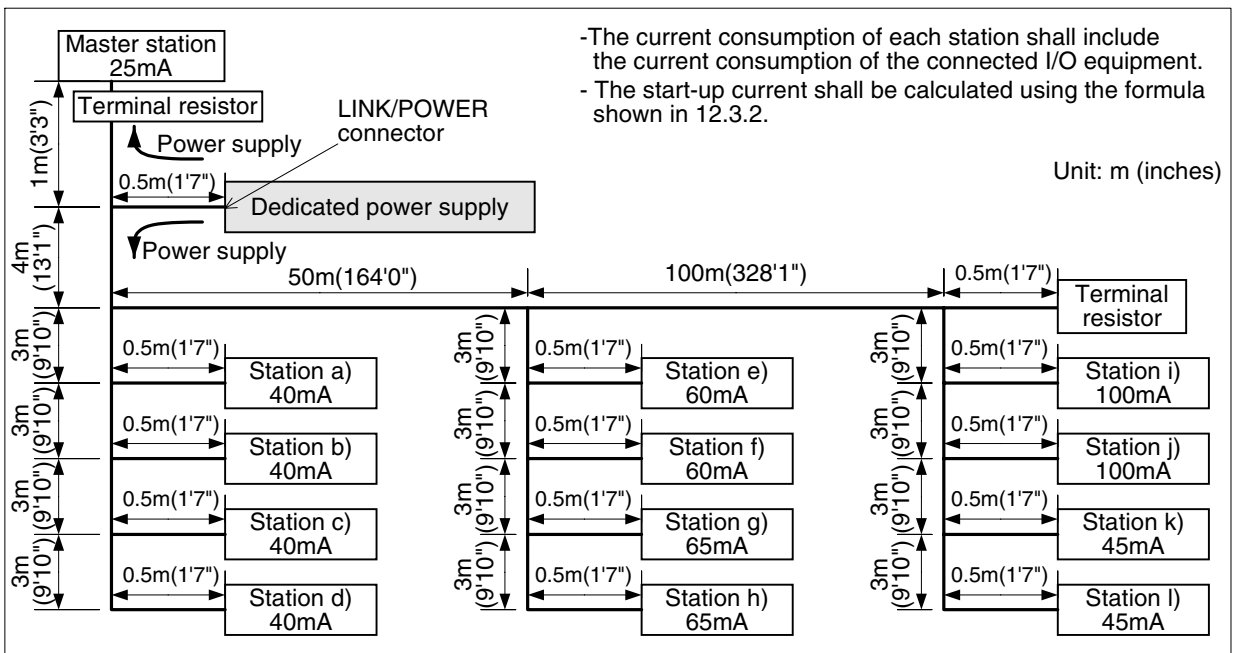 Master station
25mA
-The current consumption of each station shall include
the current consumption of the connected I/O equipment.
- The start-up current shall be calculated using the formula
shown in 12.3.2.
Terminal resistor
LINK/POWER
connector
1m(3'3")
Power supply
Unit: m (inches)
0.5m(1'7")
Dedicated power supply
4m
(13'1")
Power supply
50m(164'0")
100m(328'1")
0.5m(1'7")
Terminal
resistor
3m
(9'10")
0.5m(1'7")
Station a)
40mA
3m
(9'10")
0.5m(1'7")
Station e)
60mA
3m
(9'10")
0.5m(1'7")
Station i)
100mA
3m
(9'10")
0.5m(1'7")
Station b)
40mA
3m
(9'10")
0.5m(1'7")
Station f)
60mA
3m
(9'10")
0.5m(1'7")
Station j)
100mA
3m
(9'10")
0.5m(1'7")
Station c)
40mA
3m
(9'10")
0.5m(1'7")
Station g)
65mA
3m
(9'10")
0.5m(1'7")
Station k)
45mA
3m
(9'10")
0.5m(1'7")
Station d)
40mA
3m
(9'10")
0.5m(1'7")
Station h)
65mA
3m
(9'10")
0.5m(1'7")
Station l)
45mA